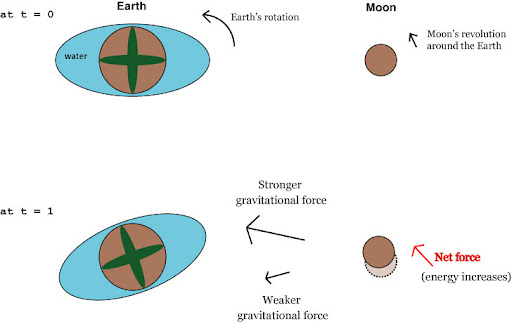 Earth
Moon
at t = 0
Earth's rotation
Moon's revolution
around the Earth
water
at t = 1
Stronger
gravitational force
Net force
(energy increases)
Weaker
gravitational force